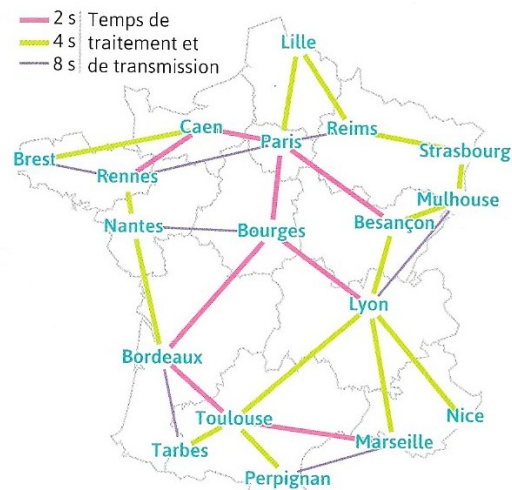 2 s Temps de
4 s traitement et
8 s de transmission
Lille
Caen
Paris
Reims
Brest
Strasbourg
Rennes
Mulhouse
Nantes
Bourges
Besançon
Lyon
Bordeaux
Toulouse
Nice
Tarbes
Marseille
Perpignan